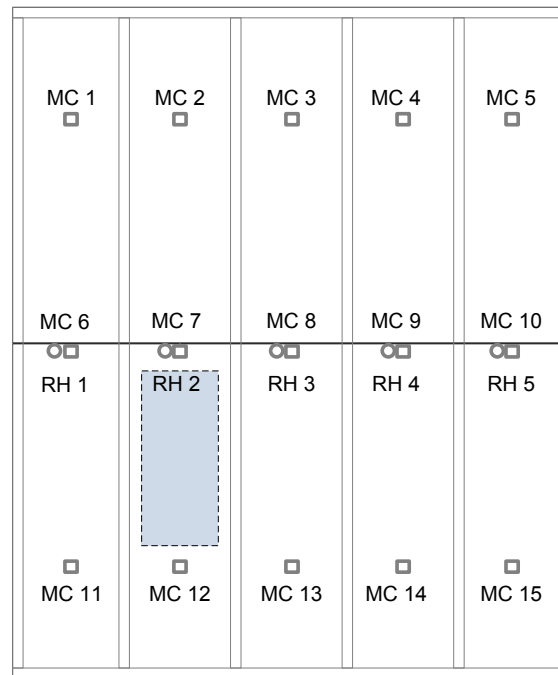 MC 1 MC 2 MC 3 MC 4 MC 5
MC 6 MC 7 MC 8 MC 9 MC 10
RH 1 RH 2 RH 3 RH 4 RH 5
MC 11 MC 12 MC 13 MC 14 MC 15